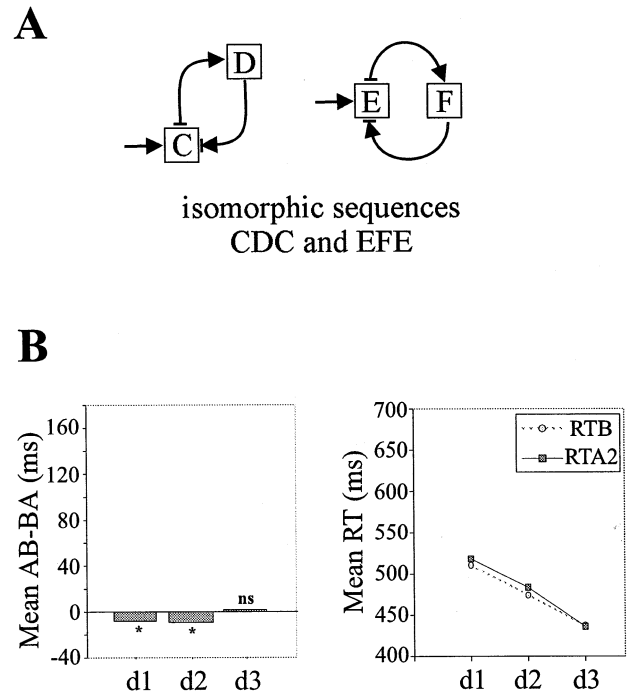 A
D
C
E
F
isomorphic sequences
CDC and EFE
B
Mean AB-BA (ms)
160
120
80
40
0
-40
ns
*
*
d1
d2
d3
Mean RT (ms)
700
650
600
550
500
450
400
RTB
RTA2
d1
d2
d3